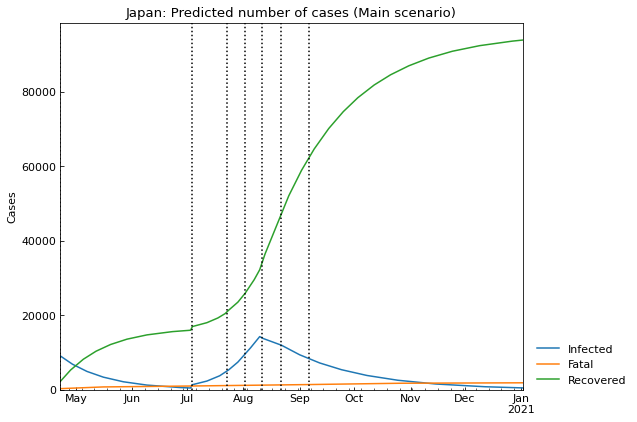 Japan: Predicted number of cases (Main scenario)
Cases
80000
60000
40000
20000
0
May Jun Jul Aug Sep Oct Nov Dec Jan
2021
Infected
Fatal
Recovered